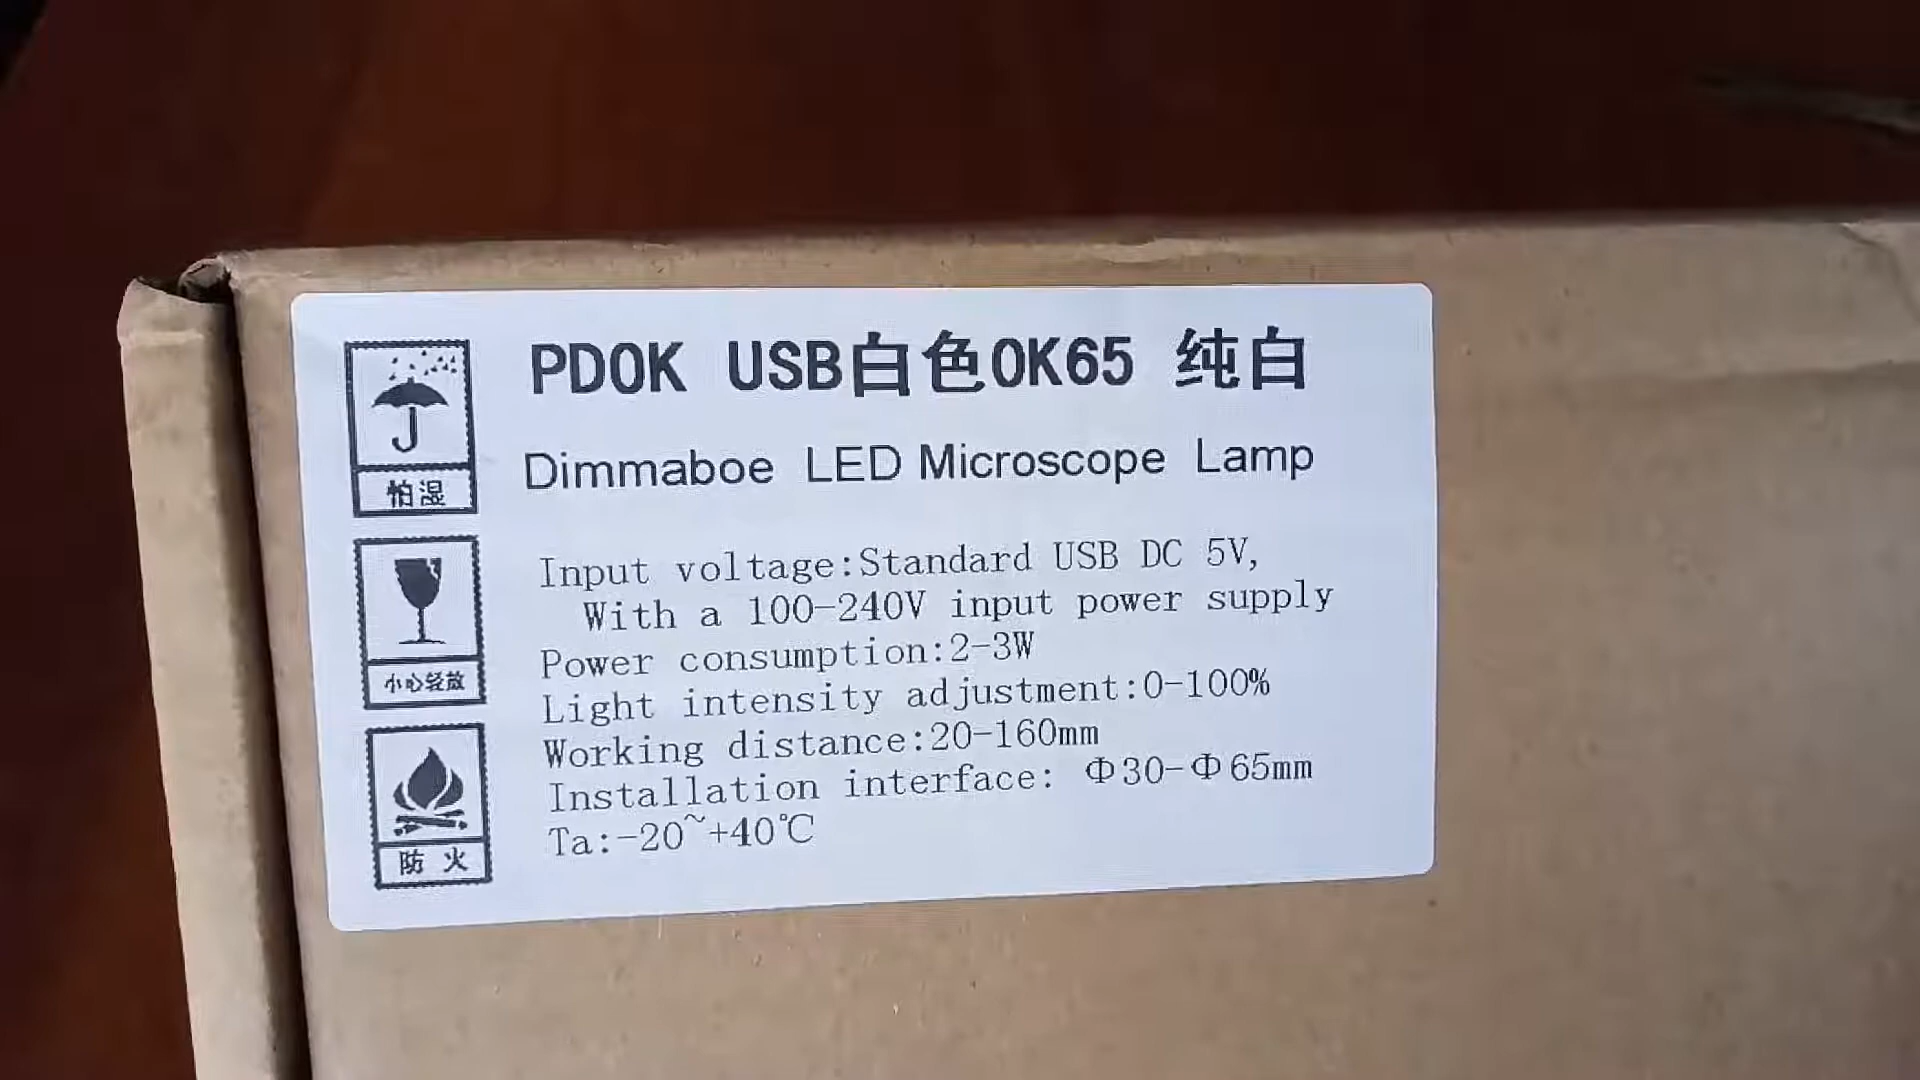 PDOK USB白色OK65 纯白
Dimmaboe LED Microscope Lamp
怕湿
小心轻放
防火
Input voltage:Standard USB DC 5V,
With a 100-240V input power supply
Power consumption:2-3W
Light intensity adjustment:0-100%
Working distance:20-160mm
Installation interface: Φ30-Φ65mm
Ta:-20~+40℃